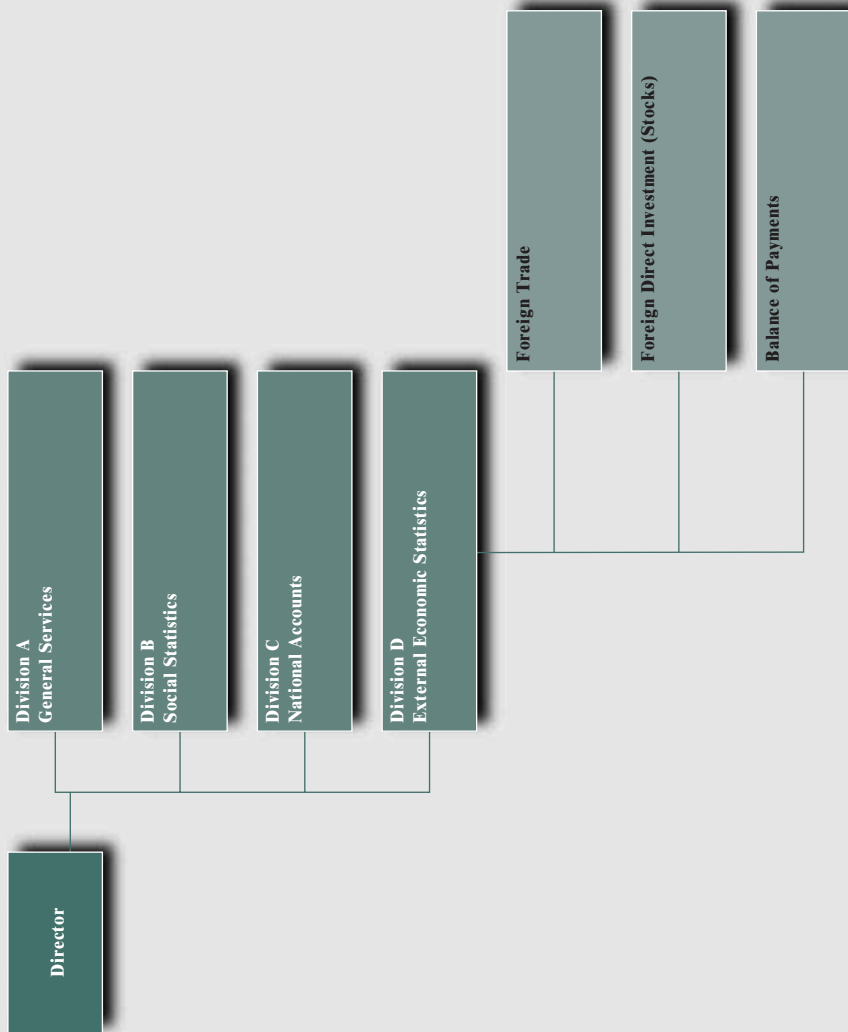 Director
Division A
General Services
Division B
Social Statistics
Division C
National Accounts
Division D
External Economic Statistics
Foreign Trade
Foreign Direct Investment (Stocks)
Balance of Payments